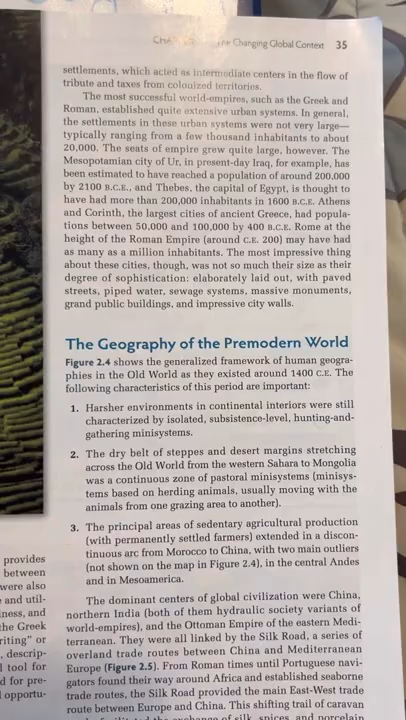 Changing Global Context 35
settlements, which acted as intermediate centers in the flow of
tribute and taxes from colonized territories.
The most successful world-empires, such as the Greek and
Roman, established quite extensive urban systems. In general,
the settlements in these urban systems were not very large—
typically ranging from a few thousand inhabitants to about
20,000. The seats of empire grew quite large, however. The
Mesopotamian city of Ur, in present-day Iraq, for example, has
been estimated to have reached a population of around 200,000
by 2100 B.C.E., and Thebes, the capital of Egypt, is thought to
have had more than 200,000 inhabitants in 1600 B.C.E. Athens
and Corinth, the largest cities of ancient Greece, had popula-
tions between 50,000 and 100,000 by 400 B.C.E. Rome at the
height of the Roman Empire (around C.E. 200) may have had
as many as a million inhabitants. The most impressive thing
about these cities, though, was not so much their size as their
degree of sophistication: elaborately laid out, with paved
streets, piped water, sewage systems, massive monuments,
grand public buildings, and impressive city walls.
The Geography of the Premodern World
Figure 2.4 shows the generalized framework of human geogra-
phies in the Old World as they existed around 1400 C.E. The
following characteristics of this period are important:
1. Harsher environments in continental interiors were still
characterized by isolated, subsistence-level, hunting-and-
gathering minisystems.
2. The dry belt of steppes and desert margins stretching
across the Old World from the western Sahara to Mongolia
was a continuous zone of pastoral minisystems (minisys-
tems based on herding animals, usually moving with the
animals from one grazing area to another).
3. The principal areas of sedentary agricultural production
(with permanently settled farmers) extended in a discon-
tinuous arc from Morocco to China, with two main outliers
(not shown on the map in Figure 2.4), in the central Andes
and in Mesoamerica.
The dominant centers of global civilization were China,
northern India (both of them hydraulic society variants of
world-empires), and the Ottoman Empire of the eastern Medi-
terranean. They were all linked by the Silk Road, a series of
overland trade routes between China and Mediterranean
Europe (Figure 2.5). From Roman times until Portuguese navi-
gators found their way around Africa and established seaborne
trade routes, the Silk Road provided the main East-West trade
route between Europe and China. This shifting trail of caravan
exchange of silk, spices, and porcelain
provides
between
were also
and util-
iness, and
the Greek
riting" or
, descrip-
l tool for
d for pre-
l opportu-